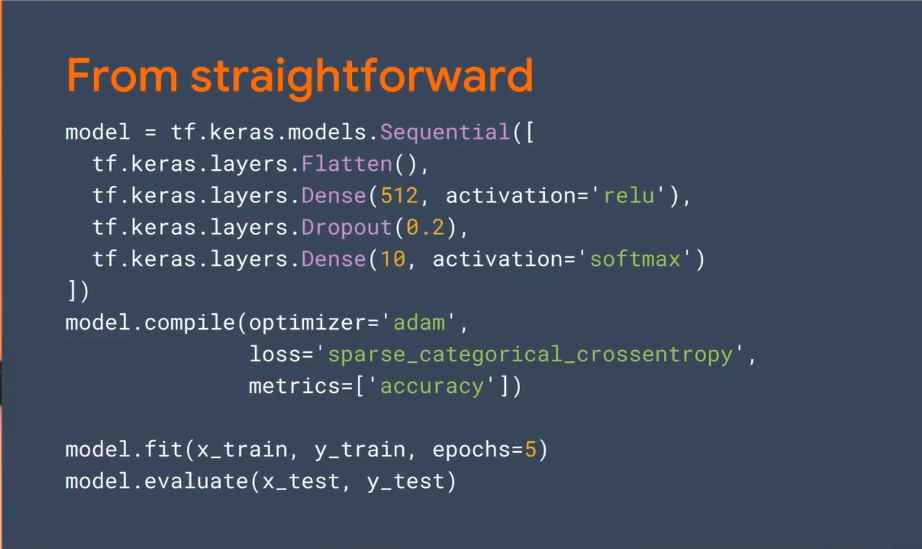 From straightforward
model = tf.keras.models.Sequential([
  tf.keras.layers.Flatten(),
  tf.keras.layers.Dense(512, activation='relu'),
  tf.keras.layers.Dropout(0.2),
  tf.keras.layers.Dense(10, activation='softmax')
])
model.compile(optimizer='adam',
              loss='sparse_categorical_crossentropy',
              metrics=['accuracy'])
model.fit(x_train, y_train, epochs=5)
model.evaluate(x_test, y_test)